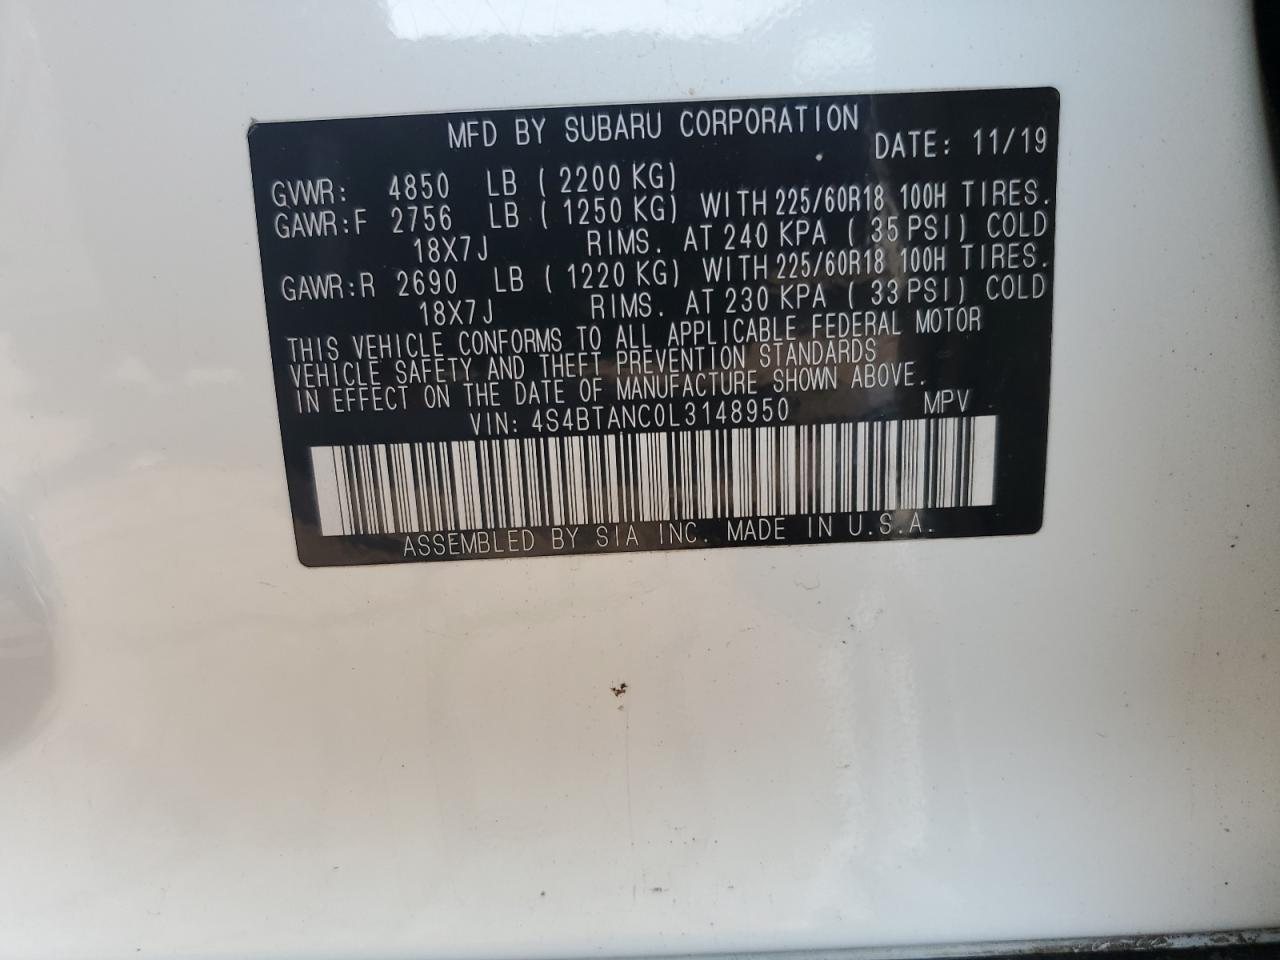 MFD BY SUBARU CORPORATION
DATE: 11/19
GVWR: 4850 LB ( 2200 KG)
GAWR:F 2756 LB ( 1250 KG) WITH 225/60R18 100H TIRES.
18X7J RIMS. AT 240 KPA ( 35 PSI) COLD
GAWR:R 2690 LB ( 1220 KG) WITH 225/60R18 100H TIRES.
18X7J RIMS. AT 230 KPA ( 33 PSI) COLD
THIS VEHICLE CONFORMS TO ALL APPLICABLE FEDERAL MOTOR
VEHICLE SAFETY AND THEFT PREVENTION STANDARDS
IN EFFECT ON THE DATE OF MANUFACTURE SHOWN ABOVE.
VIN: 4S4BTANC0L3148950 MPV
ASSEMBLED BY SIA INC. MADE IN U.S.A.